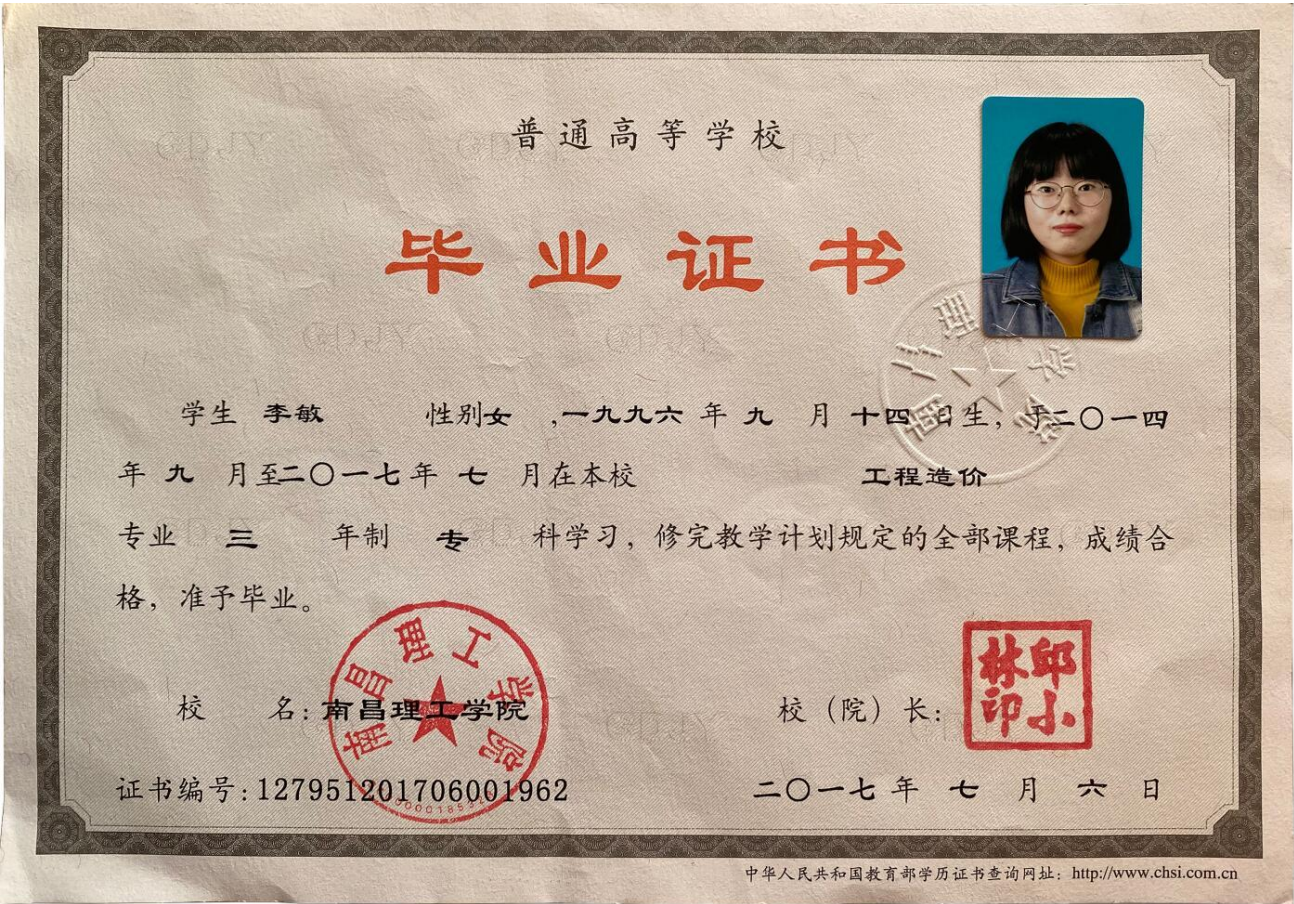 普通高等学校
毕业证书
学生 李敏 性别女 ,一九九六 年 九 月 十四 日生，于二〇一四
年 九 月至二〇一七年 七 月在本校 工程造价
专业 三 年制 专 科学习，修完教学计划规定的全部课程，成绩合
格，准予毕业。
南昌理工学院
邱小林印
校 名：南昌理工学院 校（院）长：
证书编号：127951201706001962 二〇一七 年 七 月 六 日
中华人民共和国教育部学历证书查询网址：http://www.chsi.com.cn